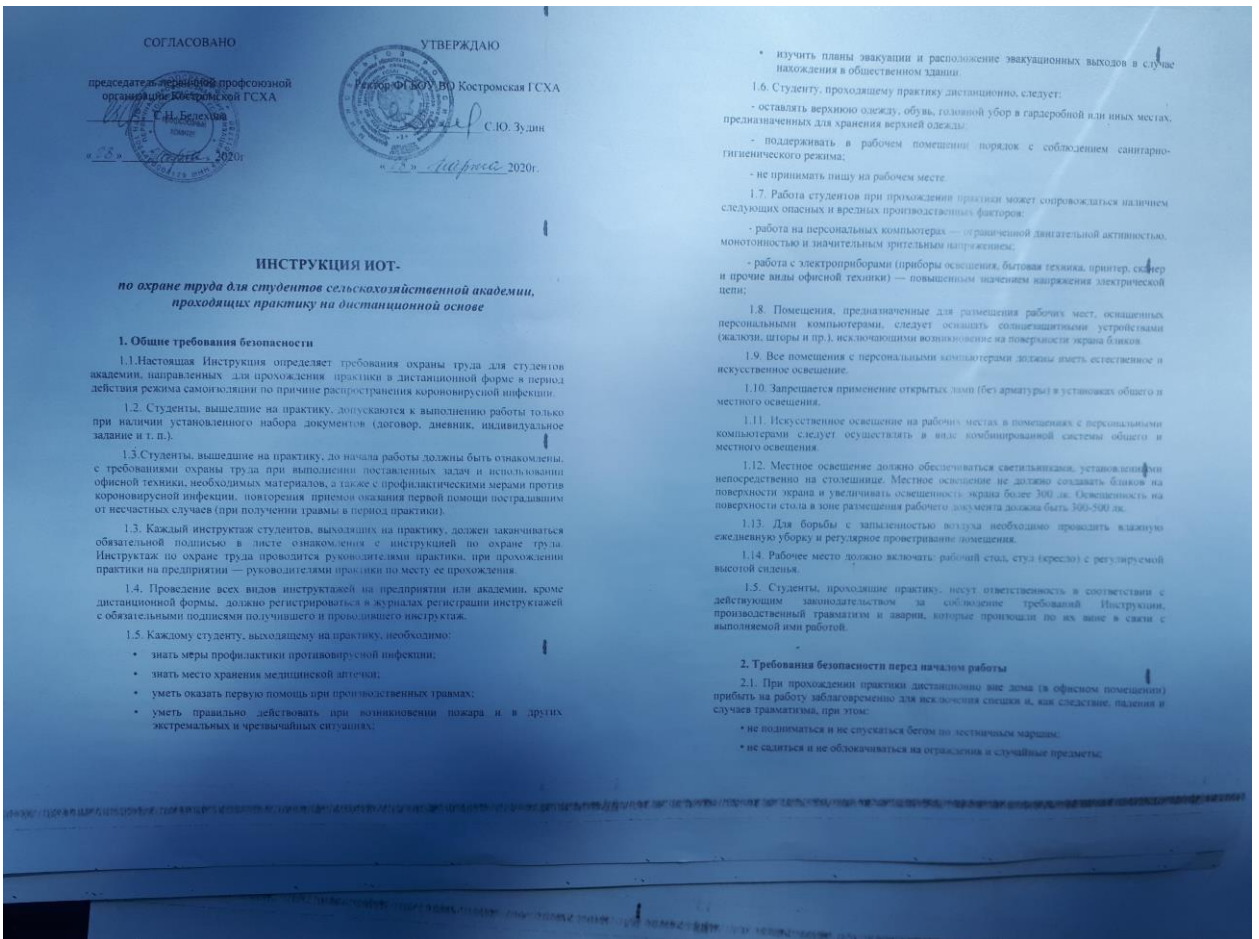 СОГЛАСОВАНО
председатель первичной профсоюзной
организации Костромской ГСХА
С.Н. Белехова
«28» марта 2020г
УТВЕРЖДАЮ
Ректор ФГБОУ ВО Костромская ГСХА
С.Ю. Зудин
«28» марта 2020г.
ИНСТРУКЦИЯ ИОТ-
по охране труда для студентов сельскохозяйственной академии,
проходящих практику на дистанционной основе
1. Общие требования безопасности
1.1.Настоящая Инструкция определяет требования охраны труда для студентов
академии, направленных для прохождения практики в дистанционной форме в период
действия режима самоизоляции по причине распространения короновирусной инфекции.
1.2. Студенты, вышедшие на практику, допускаются к выполнению работы только
при наличии установленного набора документов (договор, дневник, индивидуальное
задание и т. п.).
1.3.Студенты, вышедшие на практику, до начала работы должны быть ознакомлены,
с требованиями охраны труда при выполнении поставленных задач и использовании
офисной техники, необходимых материалов, а также с профилактическими мерами против
короновирусной инфекции, повторения приемов оказания первой помощи пострадавшим
от несчастных случаев (при получении травмы в период практики).
1.3. Каждый инструктаж студентов, выходящих на практику, должен заканчиваться
обязательной подписью в листе ознакомления с инструкцией по охране труда.
Инструктаж по охране труда проводится руководителями практики, при прохождении
практики на предприятии — руководителями практики по месту ее прохождения.
1.4. Проведение всех видов инструктажей на предприятии или академии, кроме
дистанционной формы, должно регистрироваться в журналах регистрации инструктажей
с обязательными подписями получившего и проводившего инструктаж.
1.5. Каждому студенту, выходящему на практику, необходимо:
• знать меры профилактики противовирусной инфекции;
• знать место хранения медицинской аптечки;
• уметь оказать первую помощь при производственных травмах;
• уметь правильно действовать при возникновении пожара и в других
экстремальных и чрезвычайных ситуациях;
• изучить планы эвакуации и расположение эвакуационных выходов в случае
нахождения в общественном здании.
1.6. Студенту, проходящему практику дистанционно, следует:
- оставлять верхнюю одежду, обувь, головной убор в гардеробной или иных местах,
предназначенных для хранения верхней одежды;
- поддерживать в рабочем помещении порядок с соблюдением санитарно-
гигиенического режима;
- не принимать пищу на рабочем месте.
1.7. Работа студентов при прохождении практики может сопровождаться наличием
следующих опасных и вредных производственных факторов:
- работа на персональных компьютерах — ограниченной двигательной активностью,
монотонностью и значительным зрительным напряжением;
- работа с электроприборами (приборы освещения, бытовая техника, принтер, сканер
и прочие виды офисной техники) — повышенным значением напряжения электрической
цепи;
1.8. Помещения, предназначенные для размещения рабочих мест, оснащенных
персональными компьютерами, следует оснащать солнцезащитными устройствами
(жалюзи, шторы и пр.), исключающими возникновение на поверхности экрана бликов.
1.9. Все помещения с персональными компьютерами должны иметь естественное и
искусственное освещение.
1.10. Запрещается применение открытых ламп (без арматуры) в установках общего и
местного освещения.
1.11. Искусственное освещение на рабочих местах в помещениях с персональными
компьютерами следует осуществлять в виде комбинированной системы общего и
местного освещения.
1.12. Местное освещение должно обеспечиваться светильниками, установленными
непосредственно на столешнице. Местное освещение не должно создавать бликов на
поверхности экрана и увеличивать освещенность экрана более 300 лк. Освещенность на
поверхности стола в зоне размещения рабочего документа должна быть 300-500 лк.
1.13. Для борьбы с запыленностью воздуха необходимо проводить влажную
ежедневную уборку и регулярное проветривание помещения.
1.14. Рабочее место должно включать: рабочий стол, стул (кресло) с регулируемой
высотой сиденья.
1.5. Студенты, проходящие практику, несут ответственность в соответствии с
действующим законодательством за соблюдение требований Инструкции,
производственный травматизм и аварии, которые произошли по их вине в связи с
выполняемой ими работой.
2. Требования безопасности перед началом работы
2.1. При прохождении практики дистанционно вне дома (в офисном помещении)
прибыть на работу заблаговременно для исключения спешки и, как следствие, падения и
случаев травматизма, при этом:
• не подниматься и не спускаться бегом по лестничным маршам;
• не садиться и не облокачиваться на ограждения и случайные предметы;